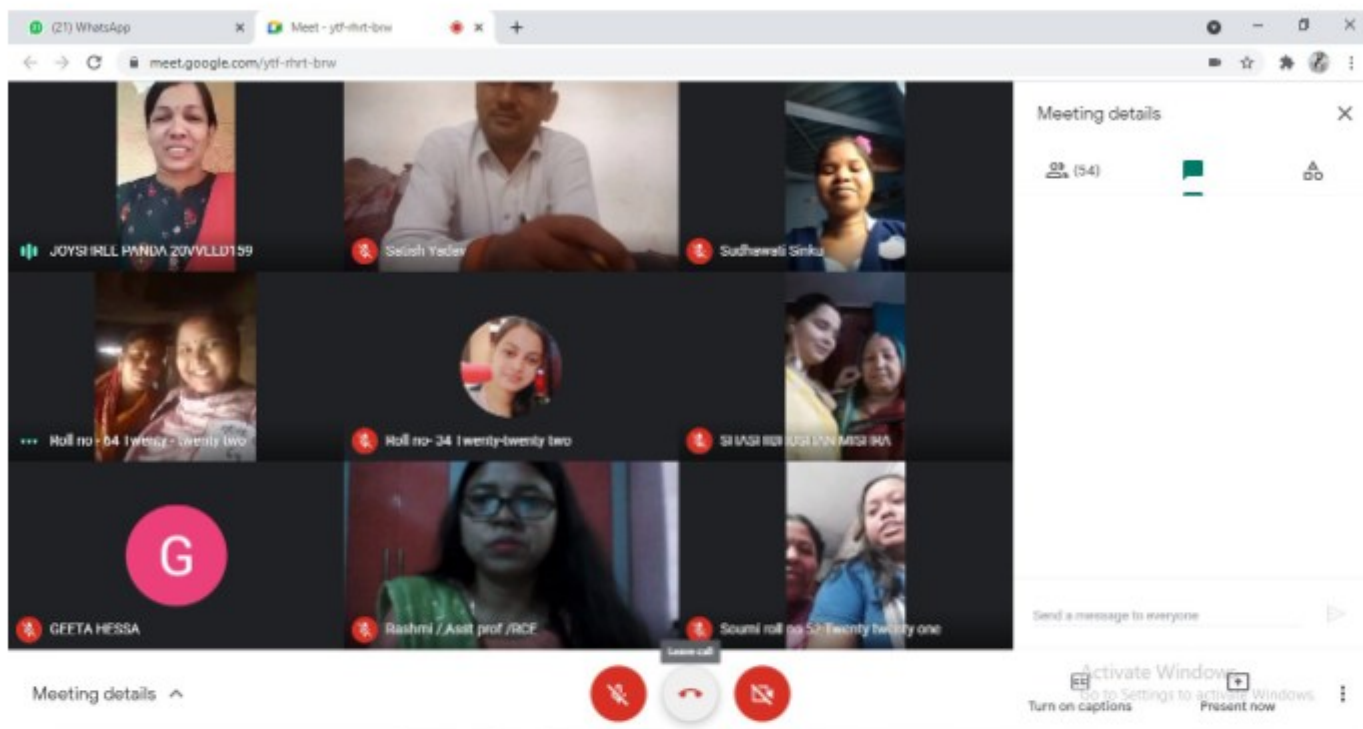 (21) WhatsApp
Meet - ytf-rhrt-brw
meet.google.com/ytf-rhrt-brw
Meeting details
(54)
JOYSHREE PANDA 20VVLED159
Satish Yadav
Sudhawati Sinku
Roll no - 64 Twenty - twenty two
Roll no- 34 Twenty-twenty two
SHASHIBHUSHAN MISHRA
G
GEETA HESSA
Rashmi /,Asst prof /RCE
Soumi roll no 52 Twenty twenty one
Send a message to everyone
Leave call
Meeting details
Activate Windows
Go to Settings to activate Windows.
Turn on captions
Present now